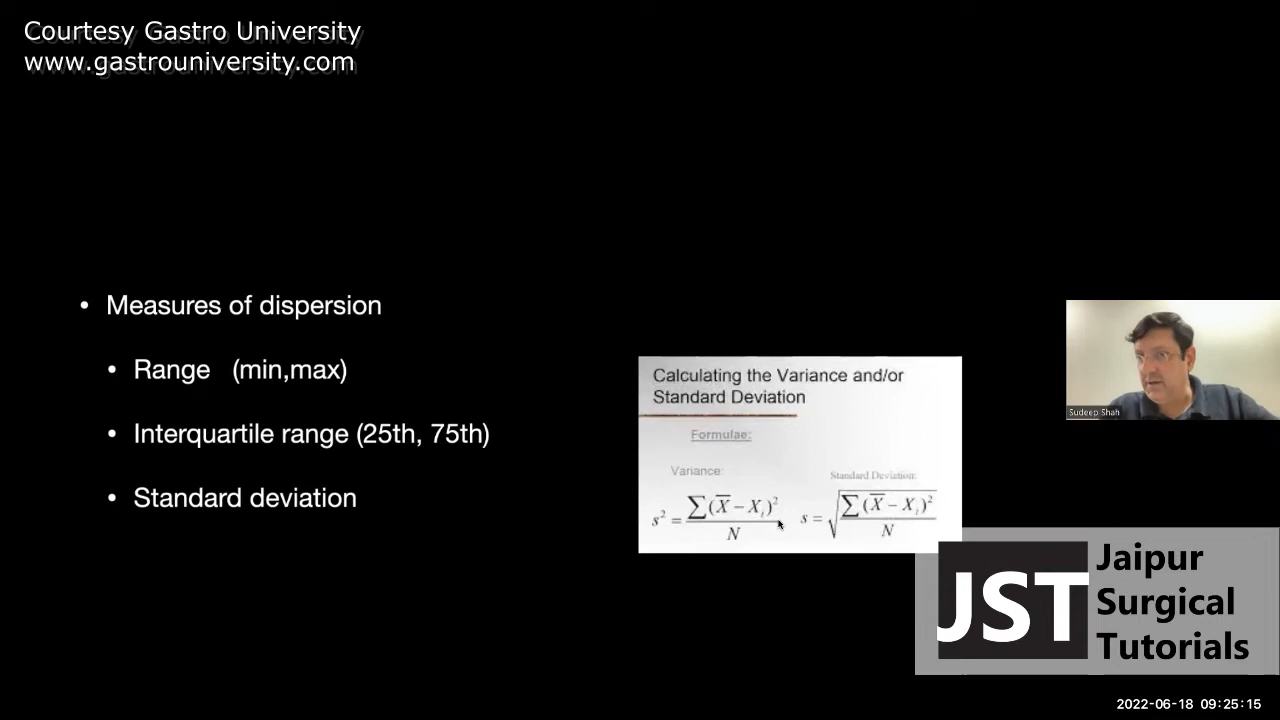 Courtesy Gastro University
www.gastrouniversity.com
• Measures of dispersion
• Range (min,max)
• Interquartile range (25th, 75th)
• Standard deviation
Calculating the Variance and/or
Standard Deviation
Formulae:
Variance:
s² = ∑(X̅ – Xᵢ)² / N
Standard Deviation:
s = √(∑(X̅ – Xᵢ)² / N)
Sudeep Shah
JST
Jaipur
Surgical
Tutorials
2022-06-18 09:25:15